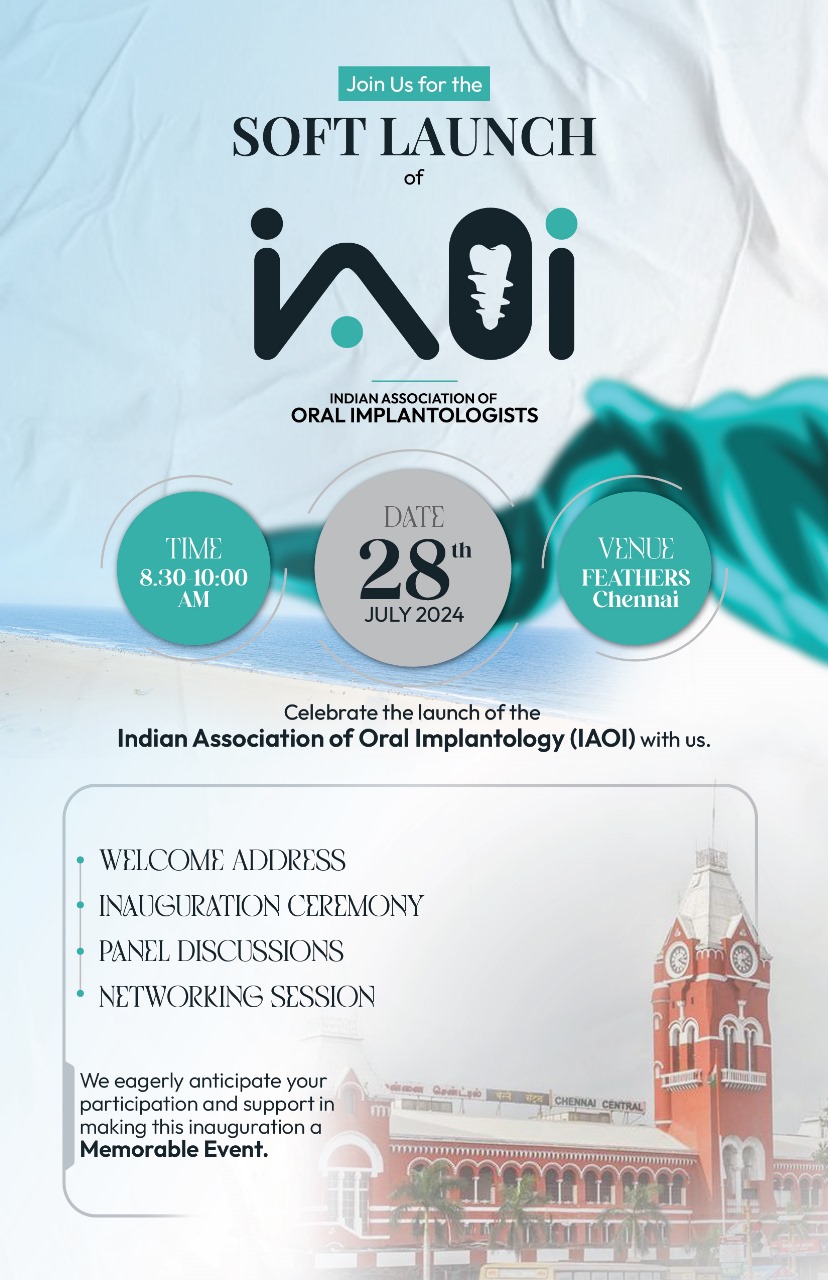 Join Us for the
SOFT LAUNCH
of
iaoi
INDIAN ASSOCIATION OF
ORAL IMPLANTOLOGISTS
TIME
8.30-10:00
AM
DATE
28th
JULY 2024
VENUE
FEATHERS
Chennai
Celebrate the launch of the
Indian Association of Oral Implantology (IAOI) with us.
WELCOME ADDRESS
INAUGURATION CEREMONY
PANEL DISCUSSIONS
NETWORKING SESSION
We eagerly anticipate your
participation and support in
making this inauguration a
Memorable Event.
சென்ட்ரல்
चेन्नै सेंट्रल
CHENNAI CENTRAL